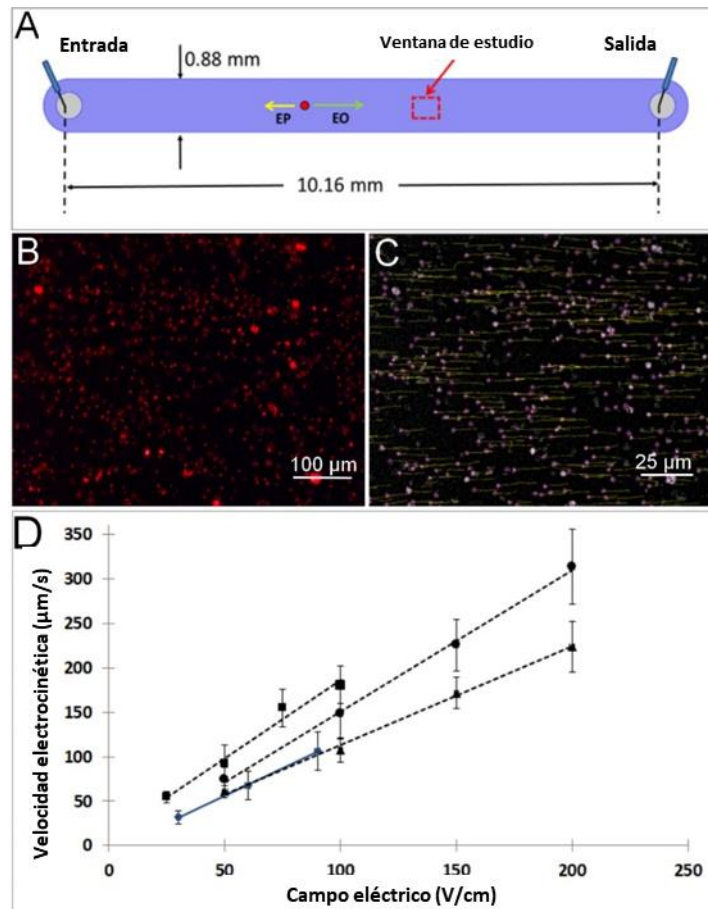 A
Entrada
0.88 mm
Ventana de estudio
Salida
EP
EO
10.16 mm
B
100 µm
C
25 µm
D
Velocidad electrocinética (µm/s)
350
300
250
200
150
100
50
0
0
50
100
150
200
250
Campo eléctrico (V/cm)